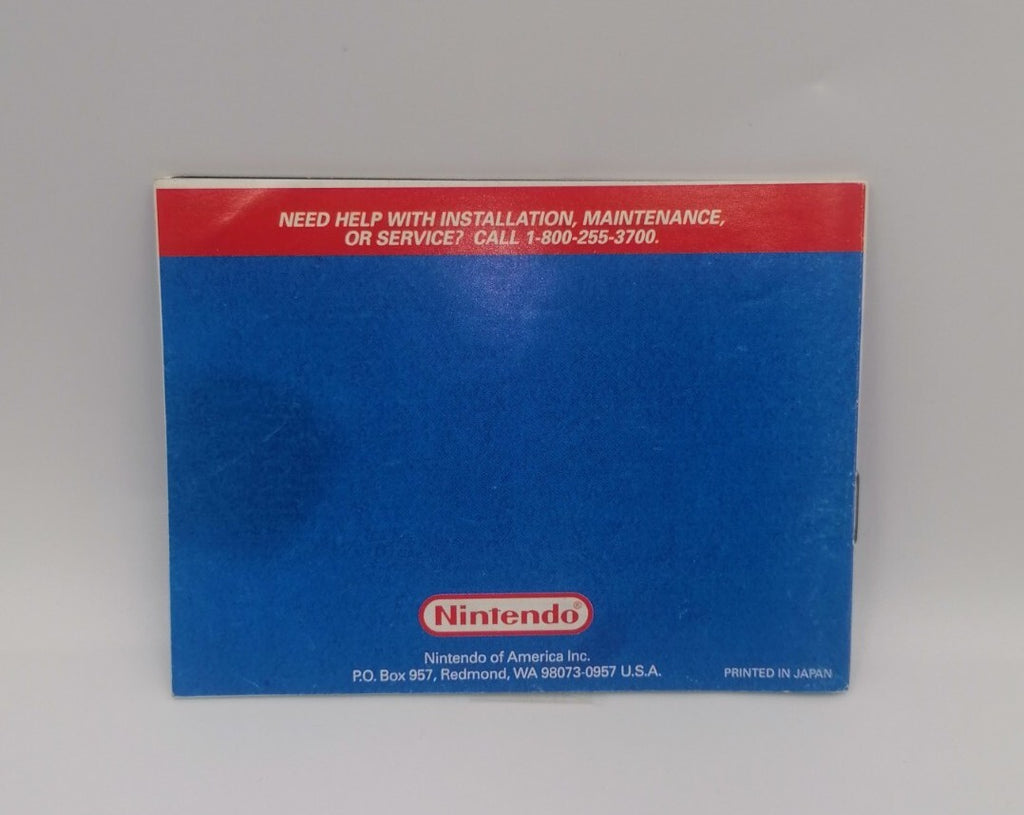 NEED HELP WITH INSTALLATION, MAINTENANCE,
OR SERVICE? CALL 1-800-255-3700.
Nintendo®
Nintendo of America Inc.
P.O. Box 957, Redmond, WA 98073-0957 U.S.A.
PRINTED IN JAPAN